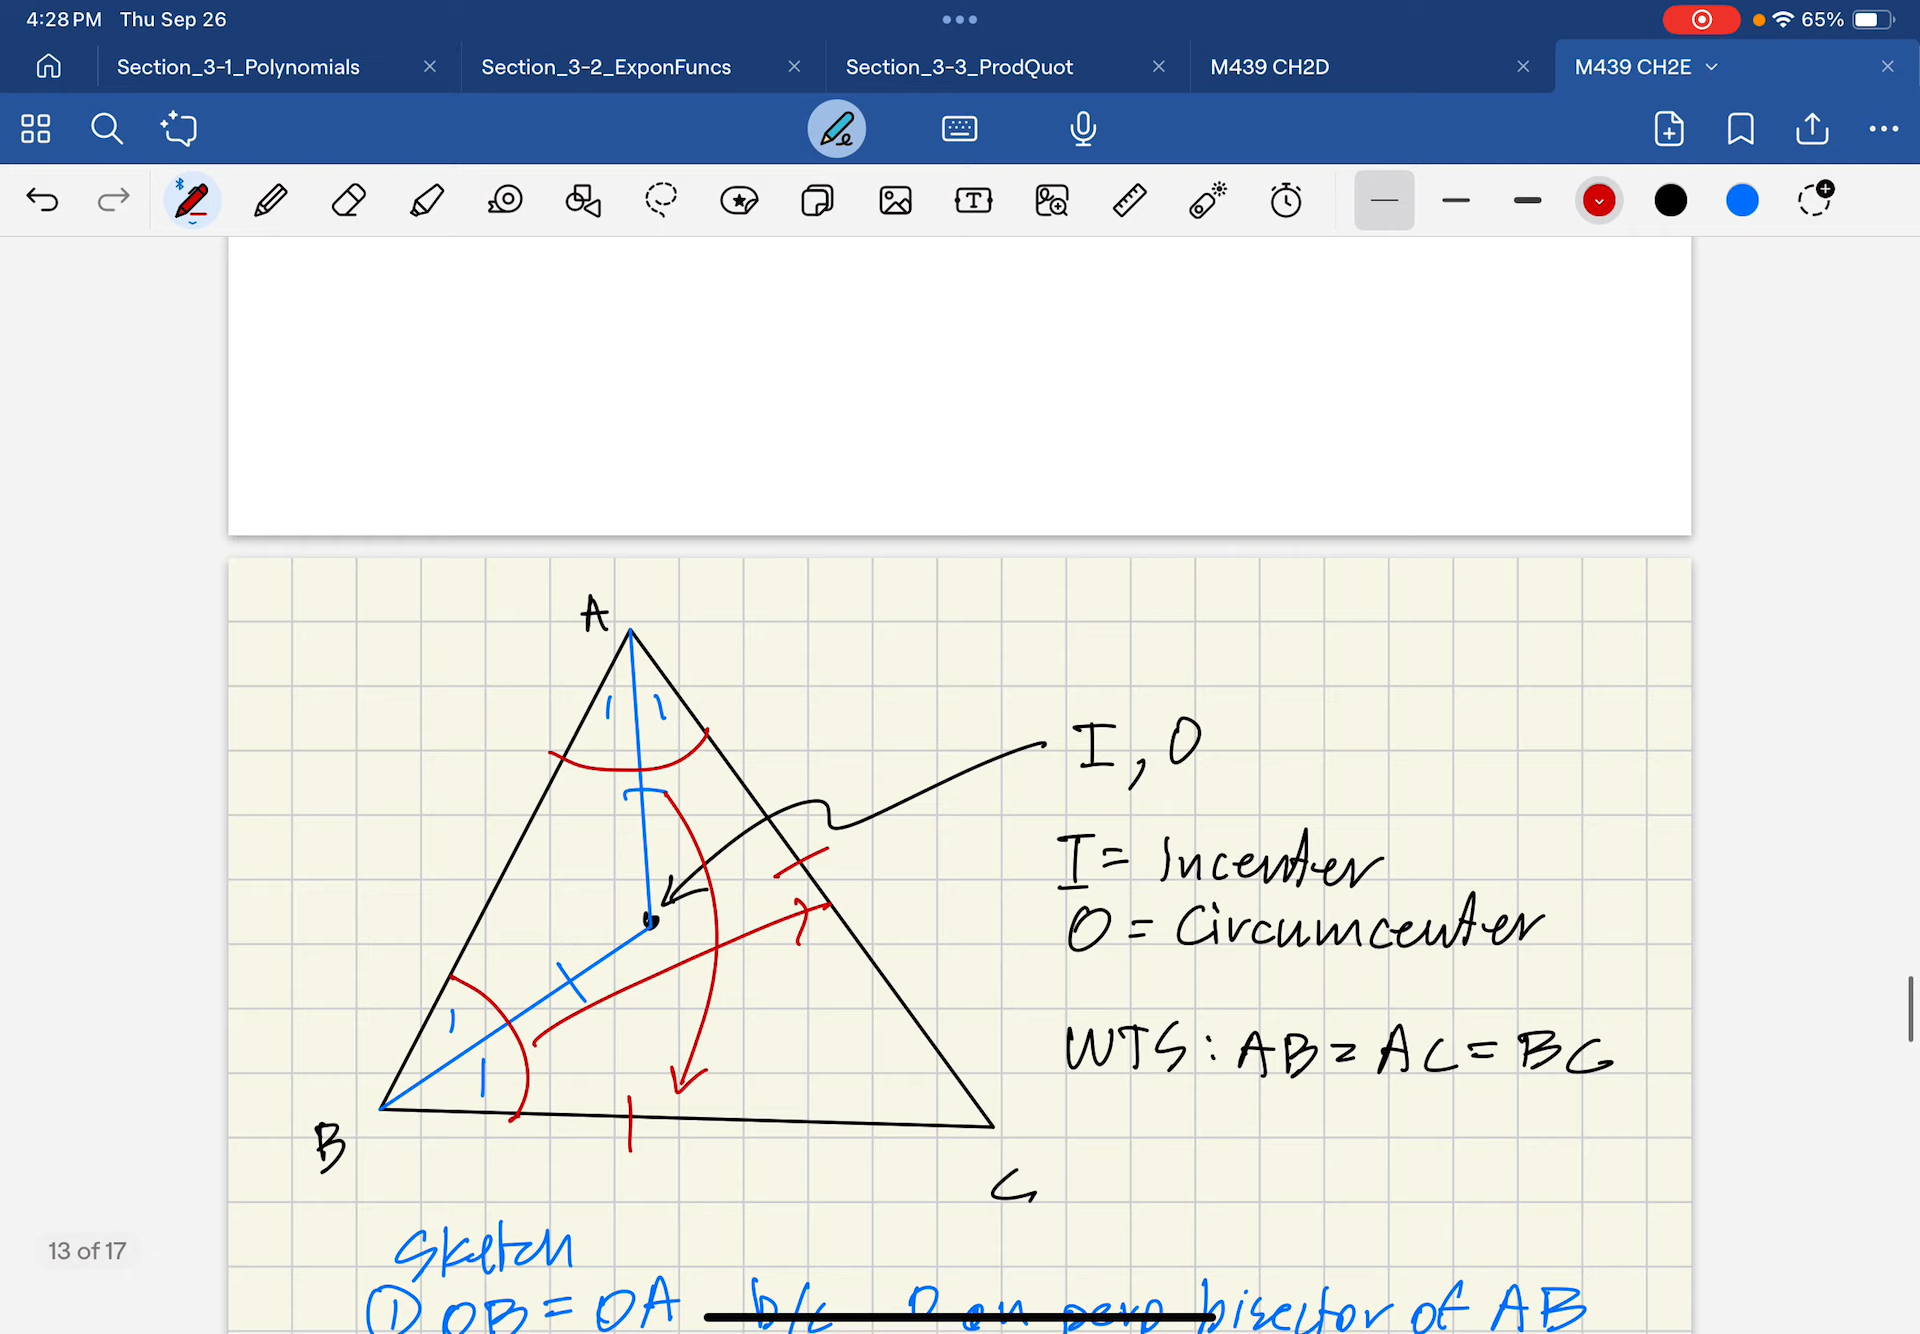 4:28 PM Thu Sep 26
65%
Section_3-1_Polynomials
Section_3-2_ExponFuncs
Section_3-3_ProdQuot
M439 CH2D
M439 CH2E
A
I, O
I = Incenter
O = Circumcenter
WTS: AB = AC = BC
B
C
13 of 17
Sketch
① OB = OA b/c O on perp bisector of AB